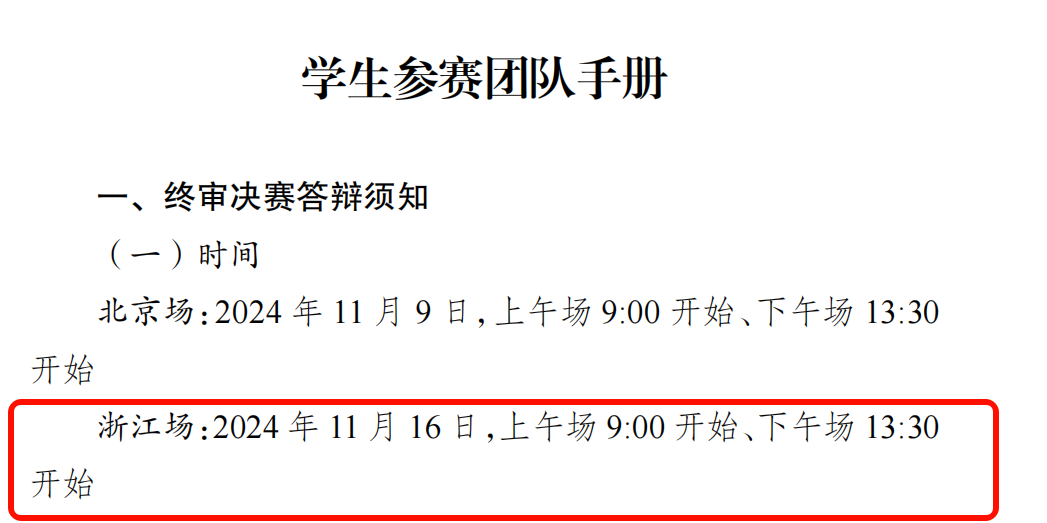 学生参赛团队手册
一、终审决赛答辩须知
（一）时间
北京场:2024 年 11 月 9 日,上午场 9:00 开始、下午场 13:30
开始
浙江场:2024 年 11 月 16 日,上午场 9:00 开始、下午场 13:30
开始